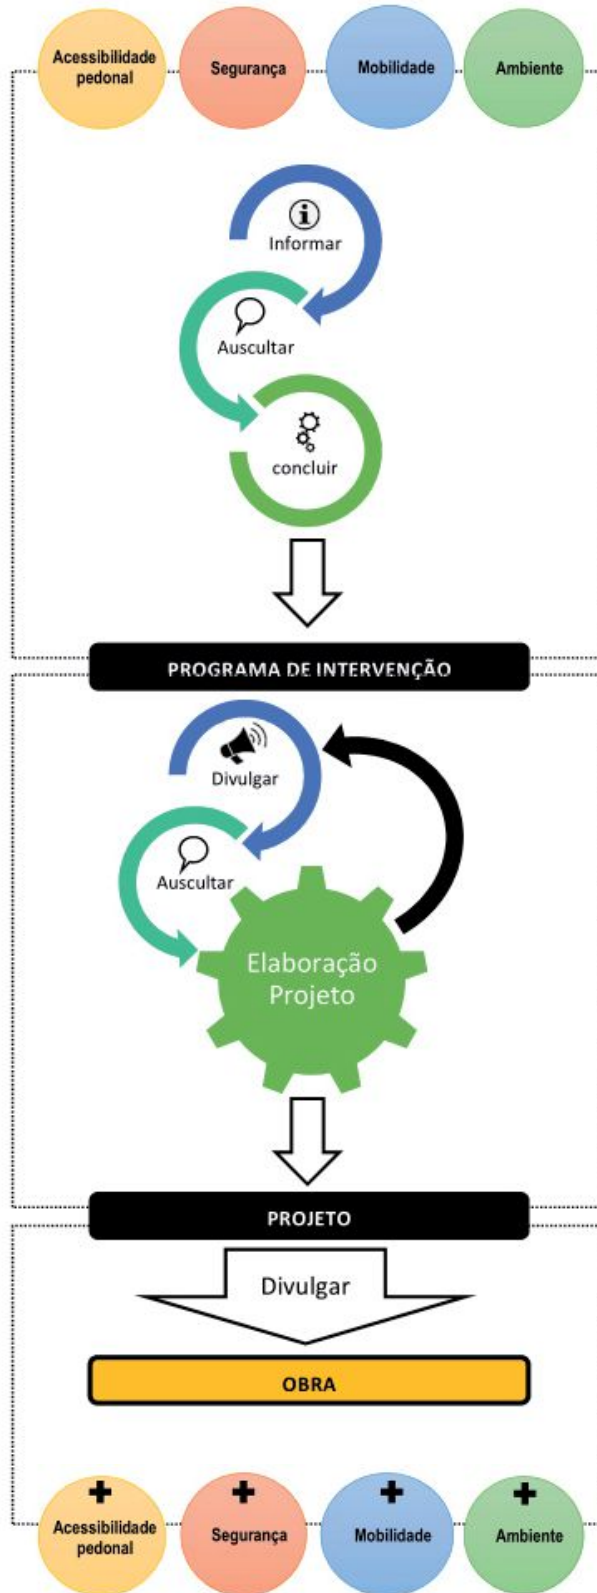 Acessibilidade
pedonal
Segurança
Mobilidade
Ambiente
Informar
Auscultar
concluir
PROGRAMA DE INTERVENÇÃO
Divulgar
Auscultar
Elaboração
Projeto
PROJETO
Divulgar
OBRA
Acessibilidade
pedonal
Segurança
Mobilidade
Ambiente